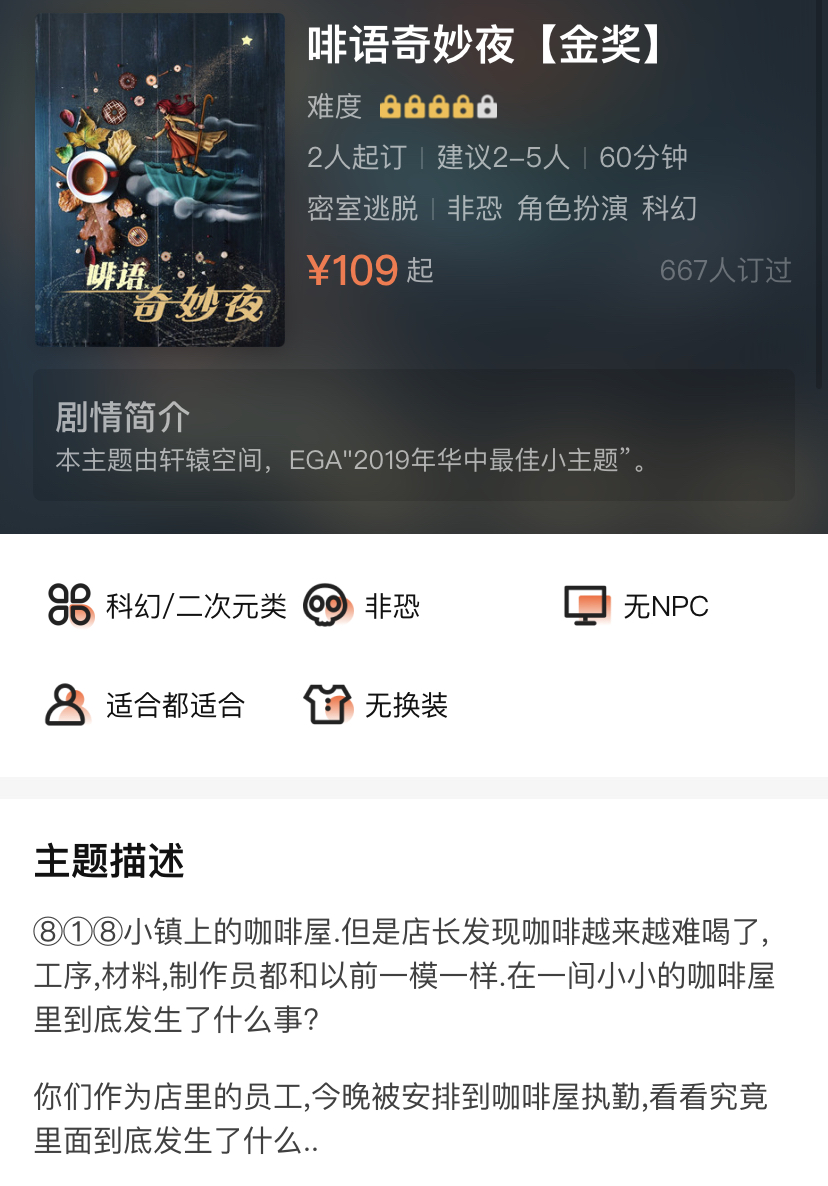 啡语奇妙夜【金奖】
难度
2人起订 | 建议2-5人 | 60分钟
密室逃脱 | 非恐 角色扮演 科幻
¥109 起
667人订过
啡语
奇妙夜
剧情简介
本主题由轩辕空间，EGA"2019年华中最佳小主题”。
科幻/二次元类
非恐
无NPC
适合都适合
无换装
主题描述
⑧①⑧小镇上的咖啡屋.但是店长发现咖啡越来越难喝了,
工序,材料,制作员都和以前一模一样.在一间小小的咖啡屋
里到底发生了什么事?
你们作为店里的员工,今晚被安排到咖啡屋执勤,看看究竟
里面到底发生了什么..